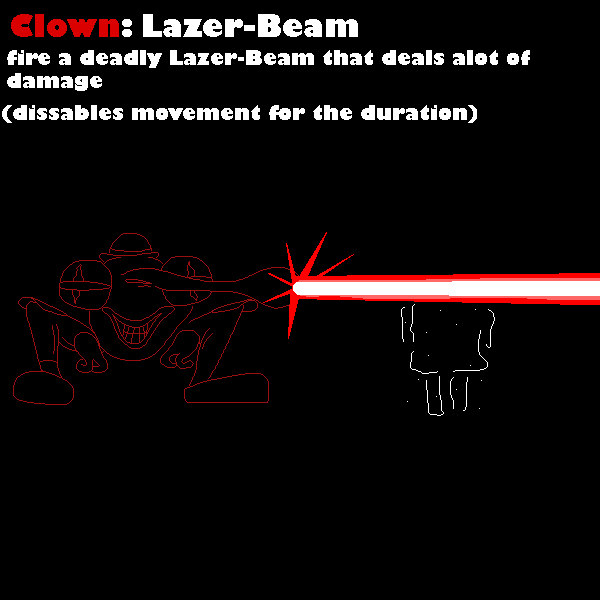 Clown: Lazer-Beam
fire a deadly Lazer-Beam that deals alot of
damage
(dissables movement for the duration)